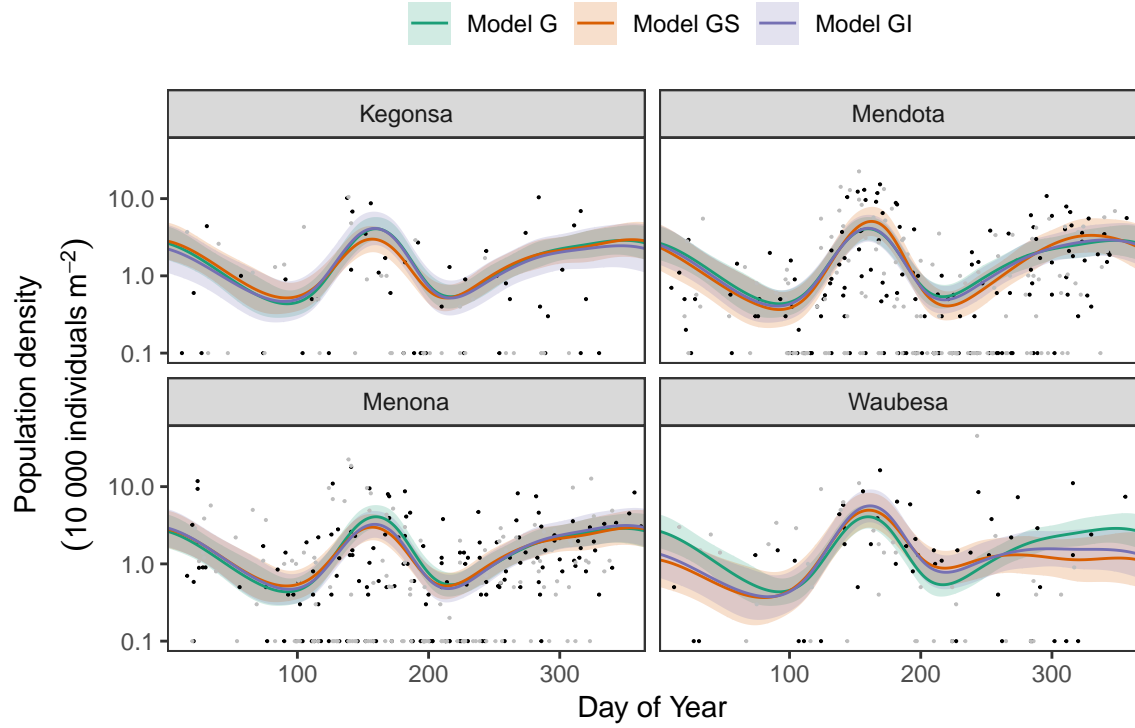 Model G Model GS Model GI
Kegonsa Mendota
10.0
1.0
0.1
Menona Waubesa
10.0
1.0
0.1
100 200 300 100 200 300
Day of Year
Population density
(10 000 individuals m⁻²)